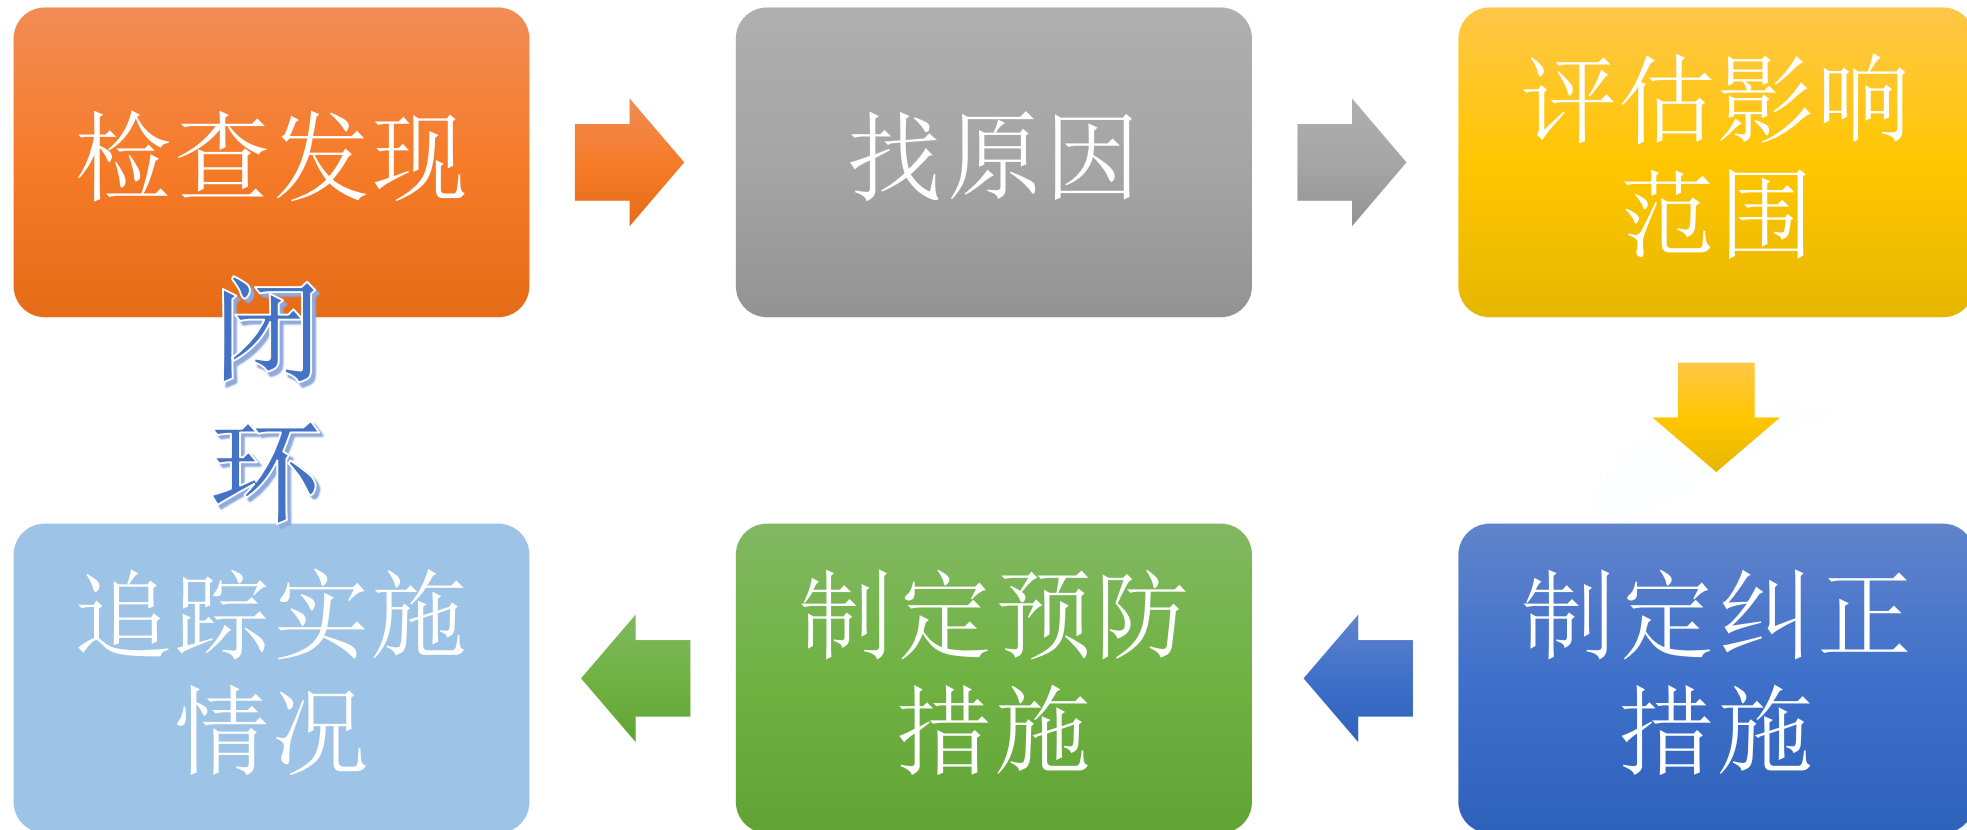 检查发现
找原因
评估影响
范围
制定纠正
措施
制定预防
措施
追踪实施
情况
闭
环